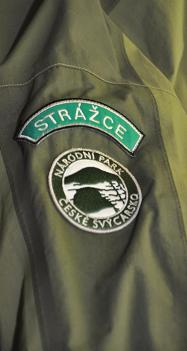 STRÁŽCE
NÁRODNÍ PARK
ČESKÉ ŠVÝCARSKO